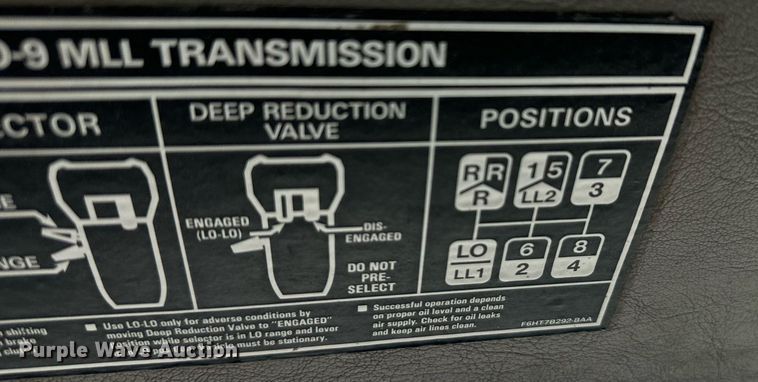 0-9 MLL TRANSMISSION
DEEP REDUCTION
VALVE
POSITIONS
ENGAGED
(LO-LO)
DIS-
ENGAGED
DO NOT
PRE-
SELECT
RR
R
1 5
LL2
7
3
LO
LL1
6
2
8
4
shifting
brake
■ Use LO-LO only for adverse conditions by
moving Deep Reduction Valve to "ENGAGED"
position while selector is in LO range and lever
must be stationary.
■ Successful operation depends
on proper oil level and a clean
air supply. Check for oil leaks
and keep air lines clean.
F6HT7B292-BAA
Purple Wave Auction